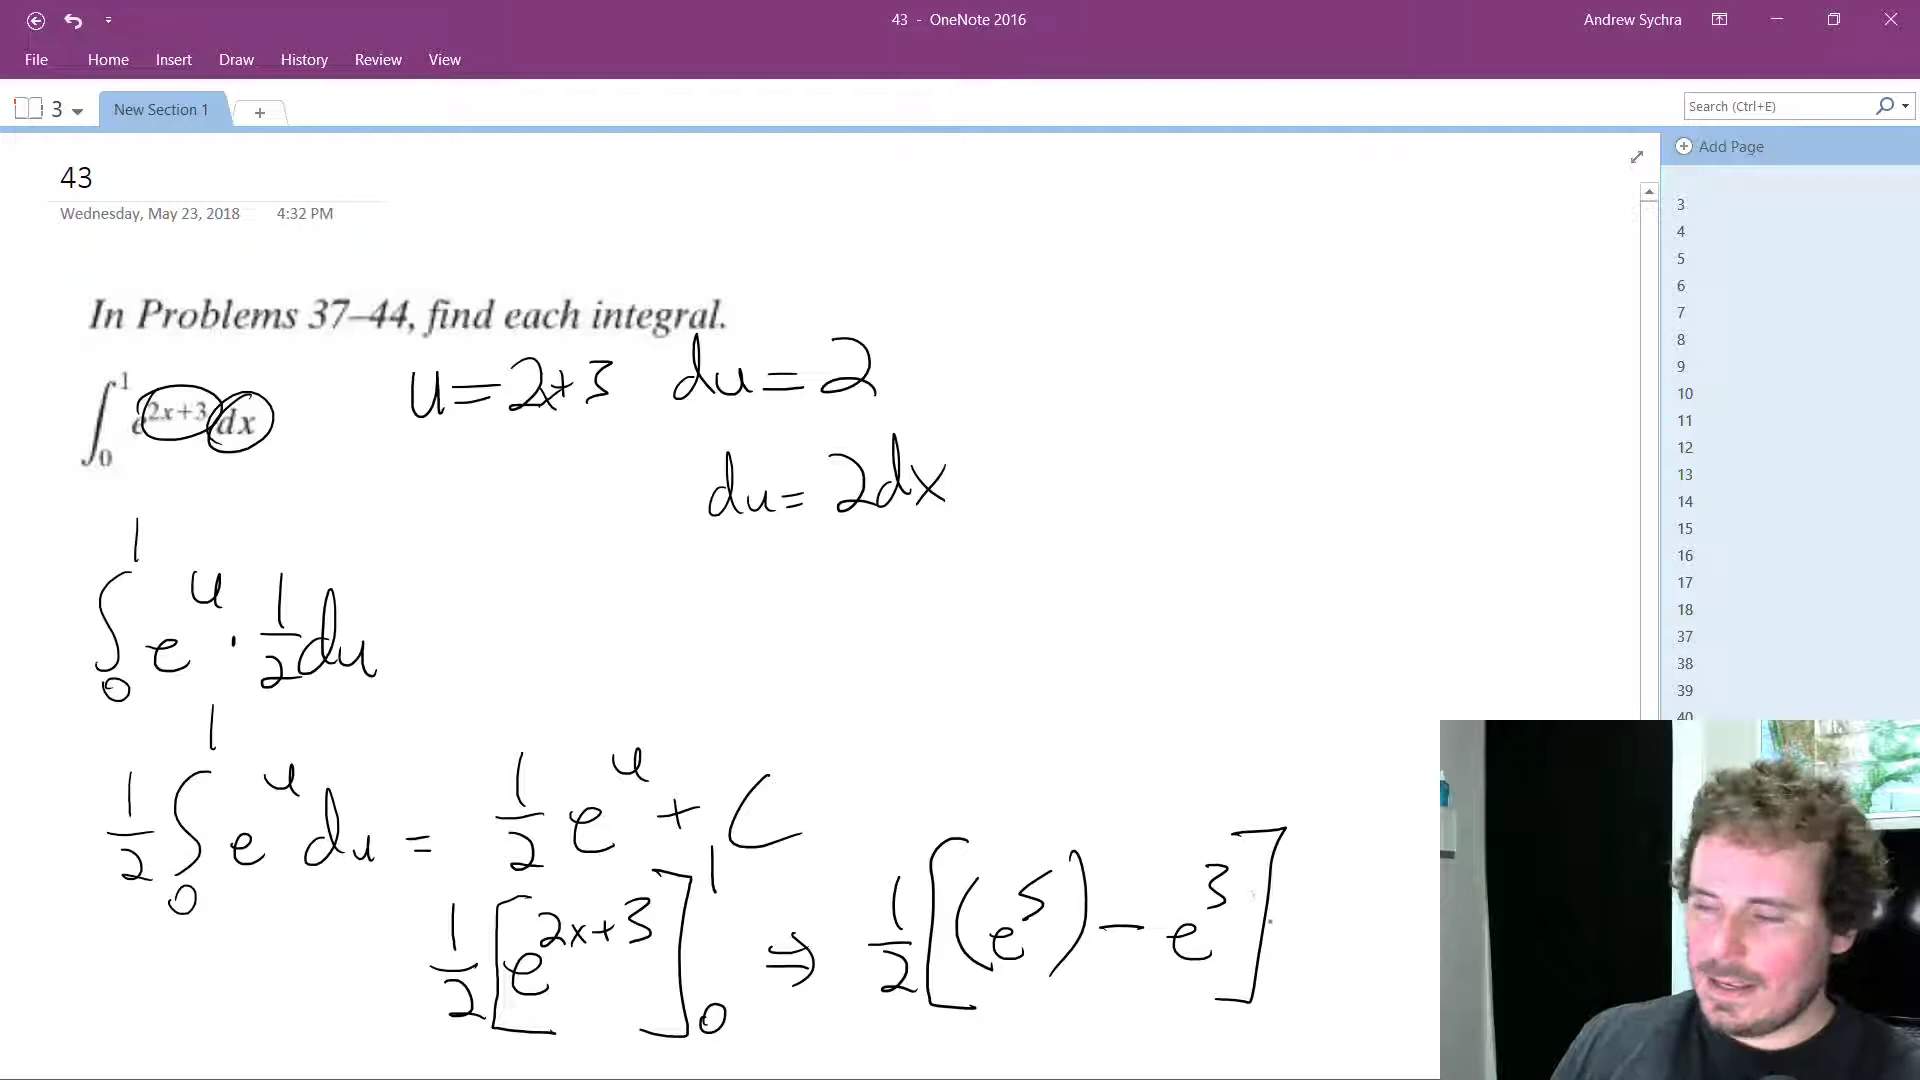 43 - OneNote 2016
Andrew Sychra
File Home Insert Draw History Review View
3 New Section 1 +
Search (Ctrl+E)
Add Page
43
Wednesday, May 23, 2018 4:32 PM
In Problems 37–44, find each integral.
∫₀¹ e^{2x+3} dx
u = 2x+3 du = 2
du = 2dx
∫₀¹ e^u · 1/2 du
1/2 ∫₀¹ e^u du = 1/2 e^u + C
1/2 [e^{2x+3}]₀¹ ⇒ 1/2 [(e^5) − e^3]
3
4
5
6
7
8
9
10
11
12
13
14
15
16
17
18
37
38
39
40